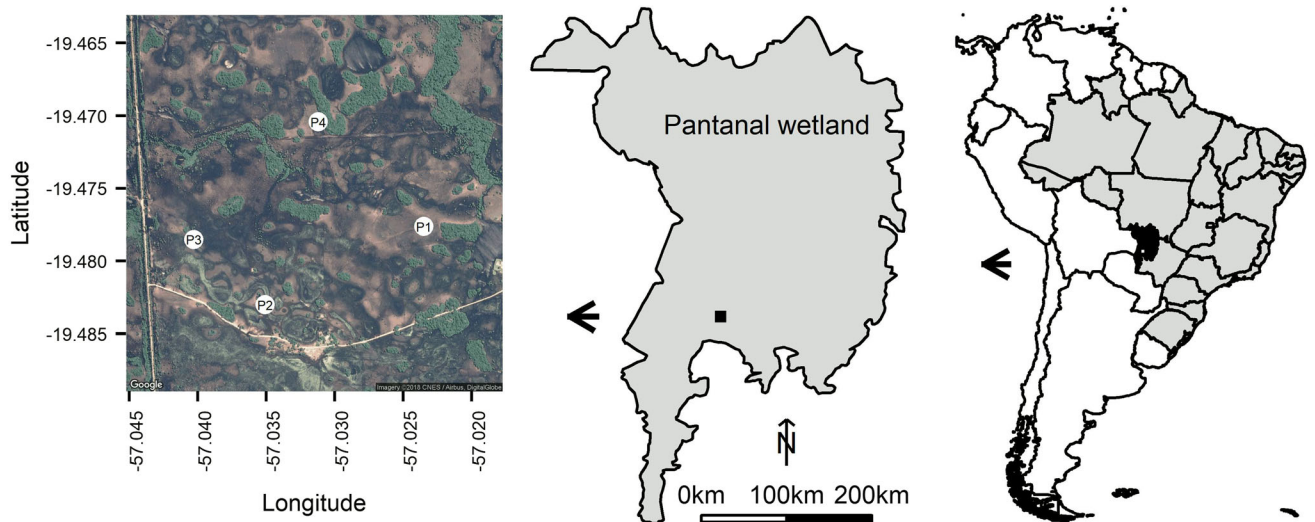 Latitude
-19.465
-19.470
-19.475
-19.480
-19.485
P4
P1
P3
P2
Google
Imagery ©2018 CNES / Airbus, DigitalGlobe
-57.045
-57.040
-57.035
-57.030
-57.025
-57.020
Longitude
Pantanal wetland
N
0km 100km 200km